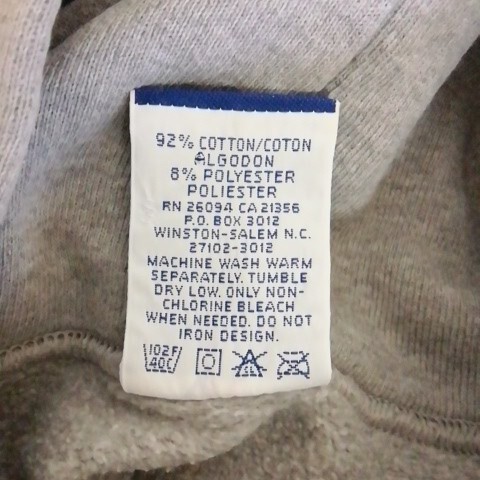 92% COTTON/COTON
ALGODON
8% POLYESTER
POLIESTER
RN 26094 CA 21356
P.O. BOX 3012
WINSTON-SALEM N.C.
27102-3012
MACHINE WASH WARM
SEPARATELY. TUMBLE
DRY LOW. ONLY NON-
CHLORINE BLEACH
WHEN NEEDED. DO NOT
IRON DESIGN.
102F
40C
CL